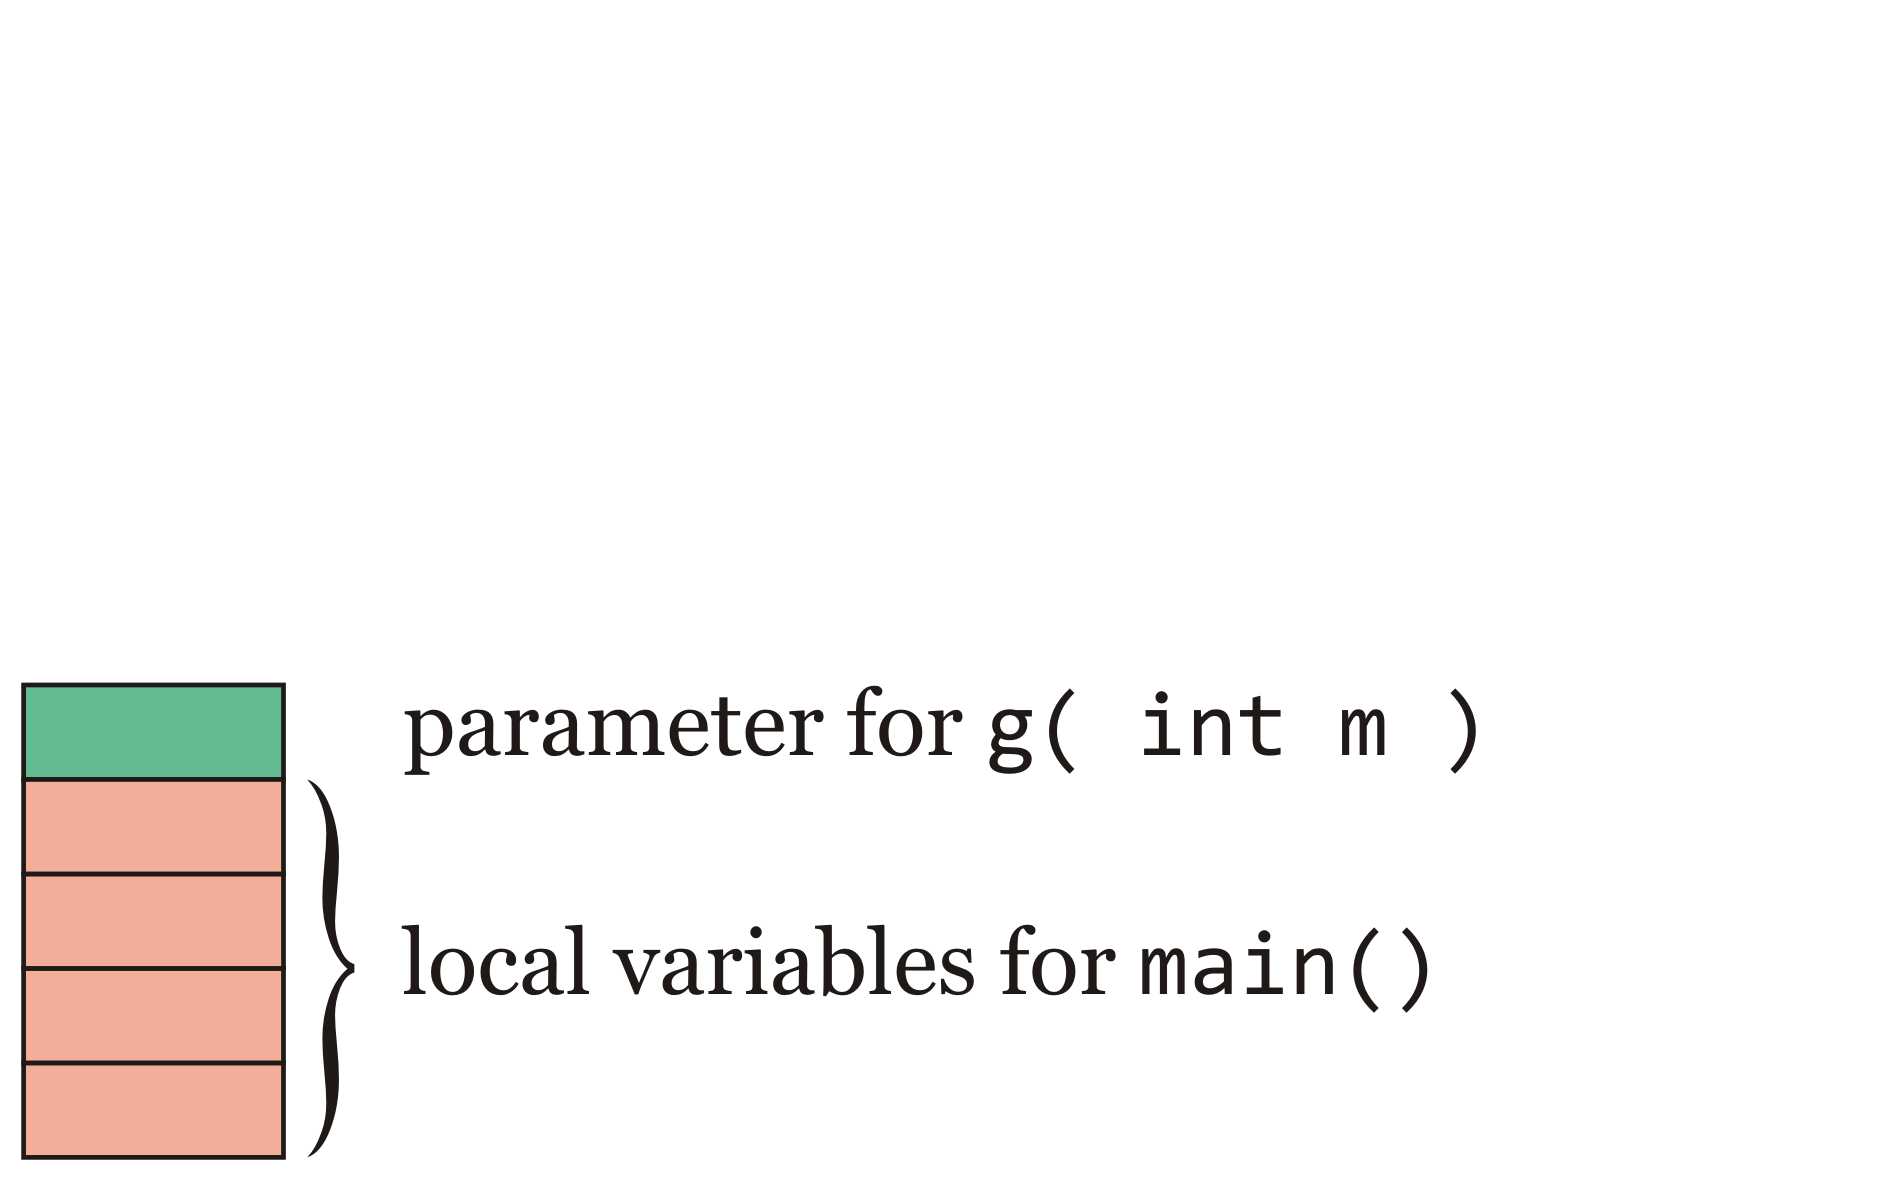 parameter for g( int m )
local variables for main()